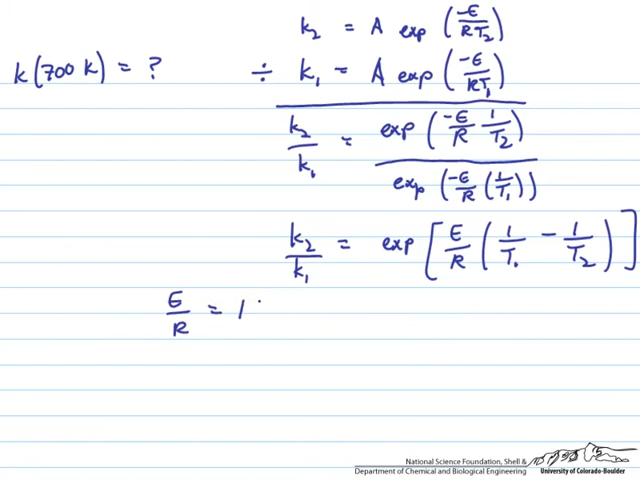 k₂ = A exp (-E/RT₂)
k(700 K) = ?
÷ k₁ = A exp (-E/RT₁)
k₂/k₁ = exp (-E/R 1/T₂) / exp (-E/R (1/T₁))
k₂/k₁ = exp [E/R (1/T₁ - 1/T₂)]
E/R = 1
National Science Foundation, Shell &
Department of Chemical and Biological Engineering
University of Colorado-Boulder